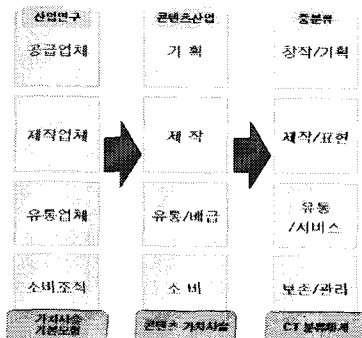 산업연구
콘텐츠산업
중분류
공급업체
기 획
창작/기획
제작업체
제 작
제작/표현
유통업체
유통/배급
유통
/서비스
소비조직
소 비
보존/관리
가치사슬
기본모형
콘텐츠 가치사슬
CT 분류체계